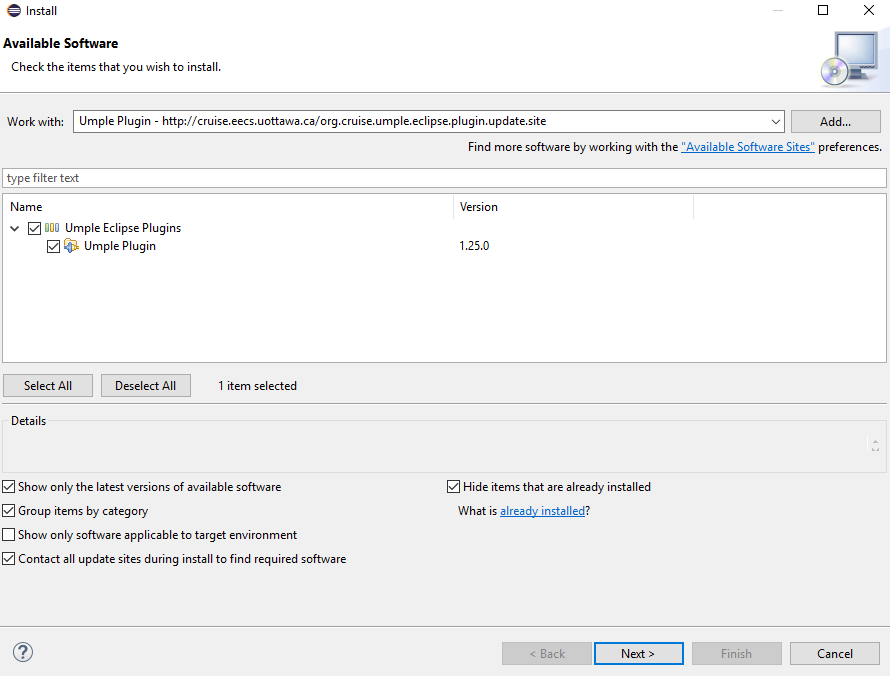 Install
Available Software
Check the items that you wish to install.
Work with: Umple Plugin - http://cruise.eecs.uottawa.ca/org.cruise.umple.eclipse.plugin.update.site Add...
Find more software by working with the "Available Software Sites" preferences.
type filter text
Name Version
Umple Eclipse Plugins
Umple Plugin 1.25.0
Select All Deselect All 1 item selected
Details
Show only the latest versions of available software Hide items that are already installed
Group items by category What is already installed?
Show only software applicable to target environment
Contact all update sites during install to find required software
? < Back Next > Finish Cancel